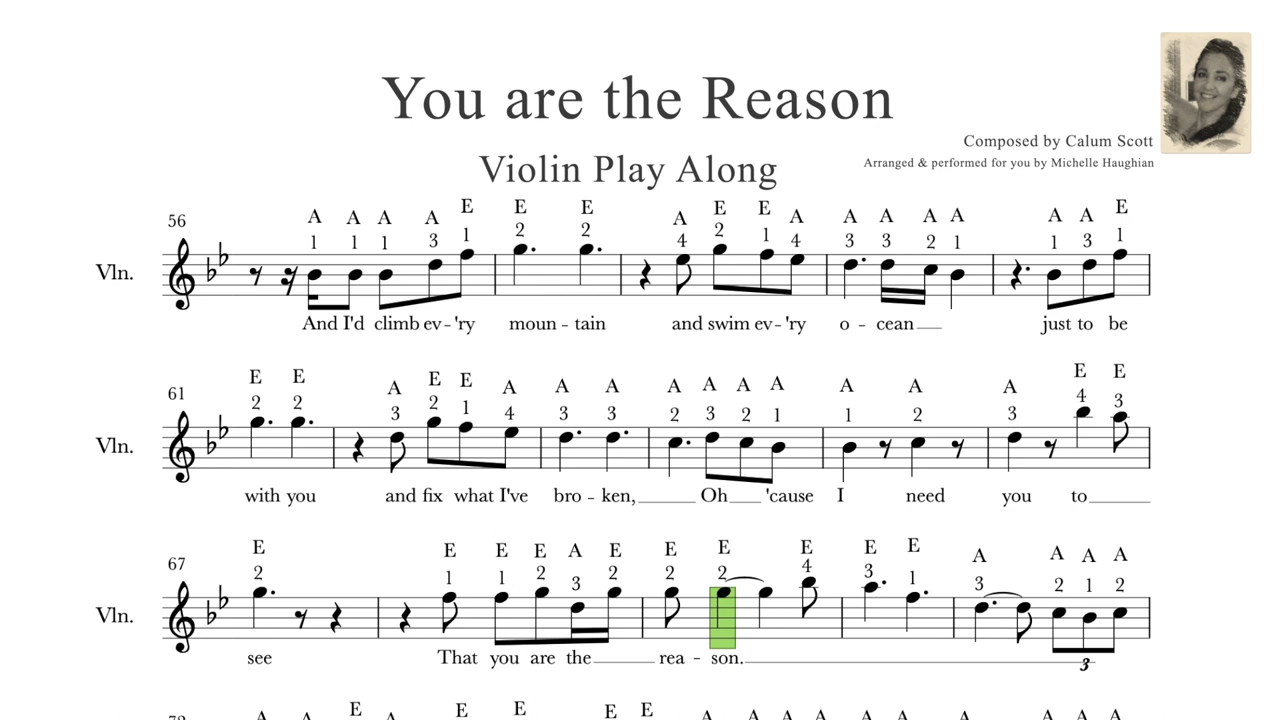 You are the Reason
Composed by Calum Scott
Violin Play Along
Arranged & performed for you by Michelle Haughian
56 A A A A E E E A E E A A A A A A A E
1 1 1 3 1 2 2 4 2 1 4 3 3 2 1 1 3 1
Vln.
And I'd climb ev-'ry moun - tain and swim ev-'ry o - cean just to be
61 E E A E E A A A A A A A A A A E E
2 2 3 2 1 4 3 3 2 3 2 1 1 2 3 4 3
Vln.
with you and fix what I've bro - ken, Oh 'cause I need you to
67 E E E E A E E E E E E A A A A
2 1 1 2 3 2 2 2 4 3 1 3 2 1 2
Vln.
see That you are the rea - son.
3
72 A A E A E E E E A A A A A A A A